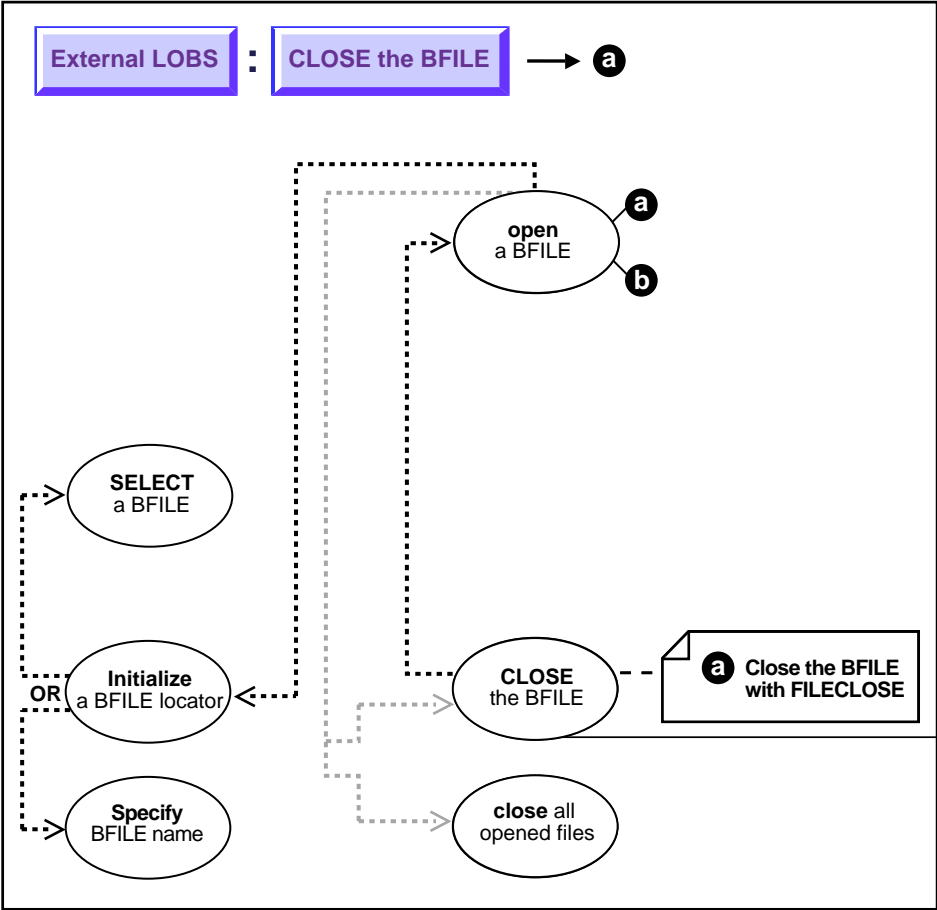 External LOBS : CLOSE the BFILE a
open
a BFILE
a
b
SELECT
a BFILE
OR
Initialize
a BFILE locator
CLOSE
the BFILE
a Close the BFILE
with FILECLOSE
Specify
BFILE name
close all
opened files